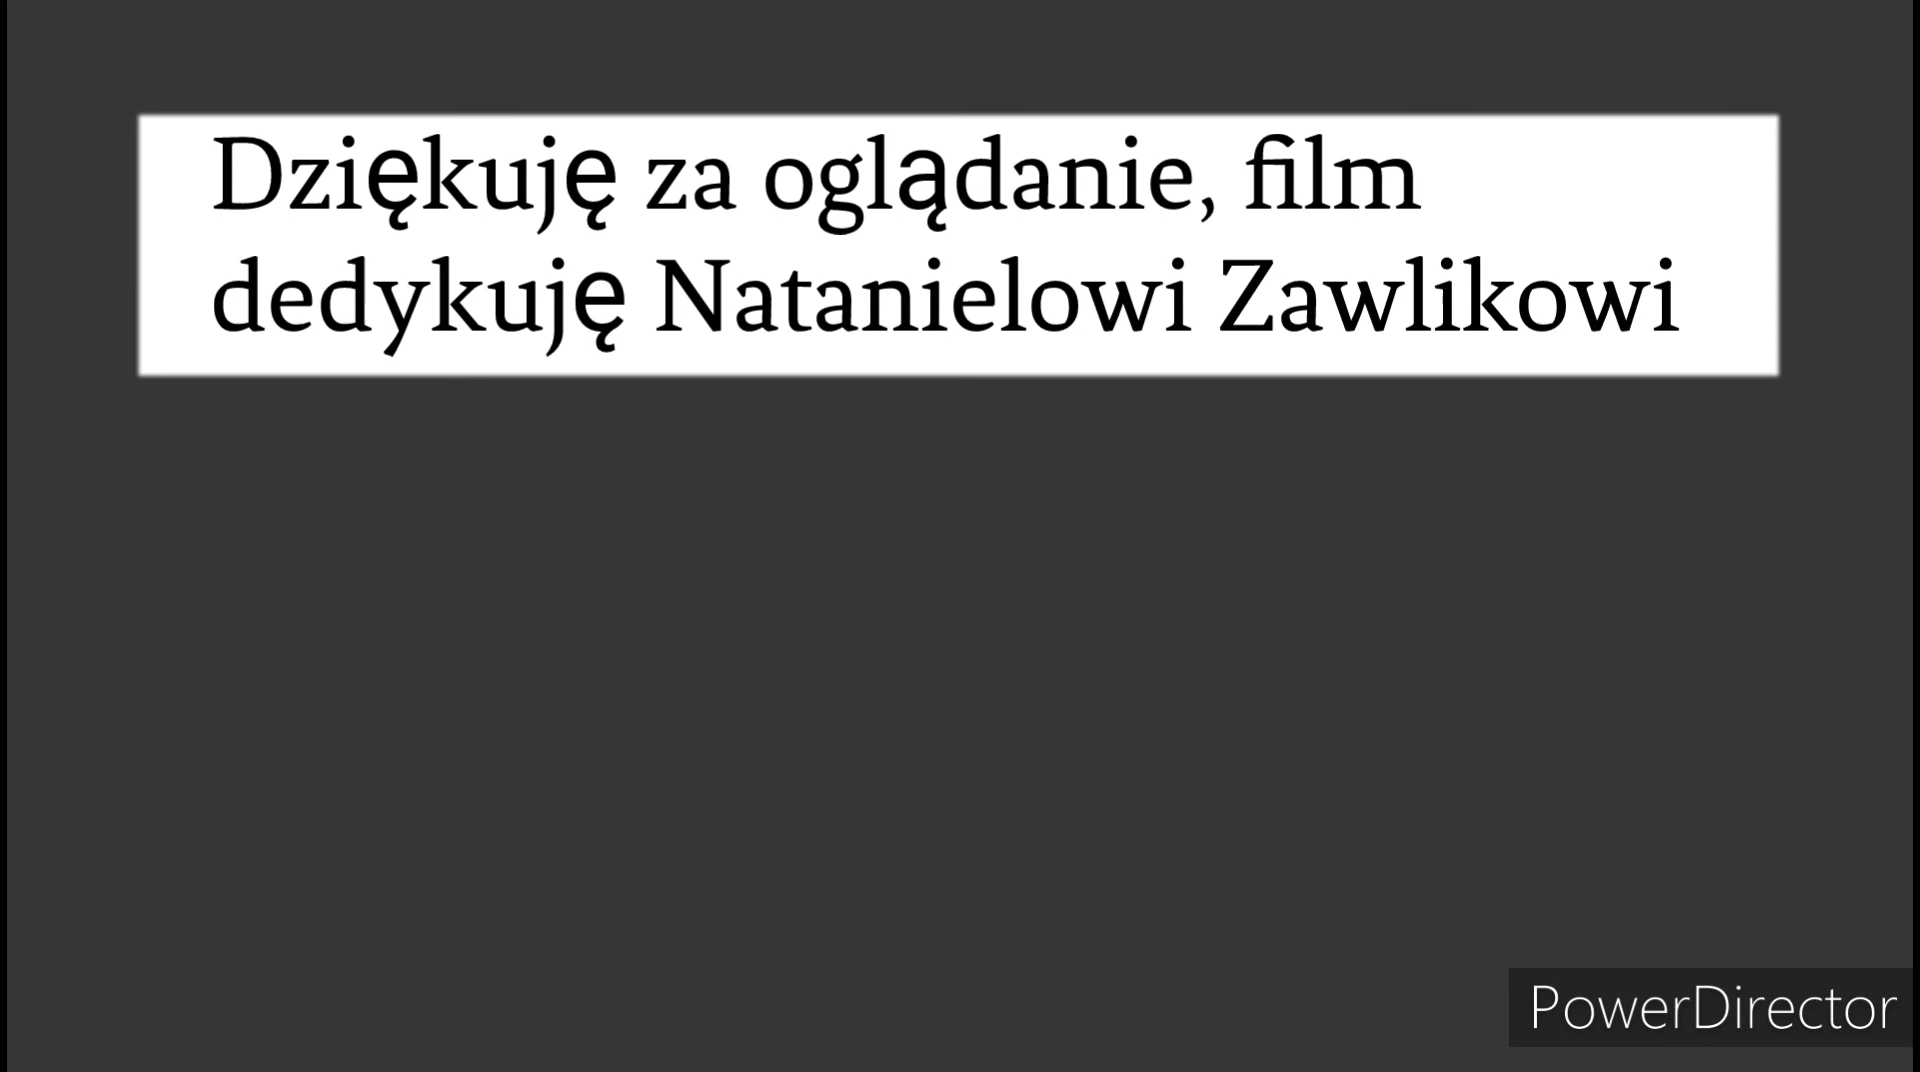 Dziękuję za oglądanie, film
dedykuję Natanielowi Zawlikowi
PowerDirector